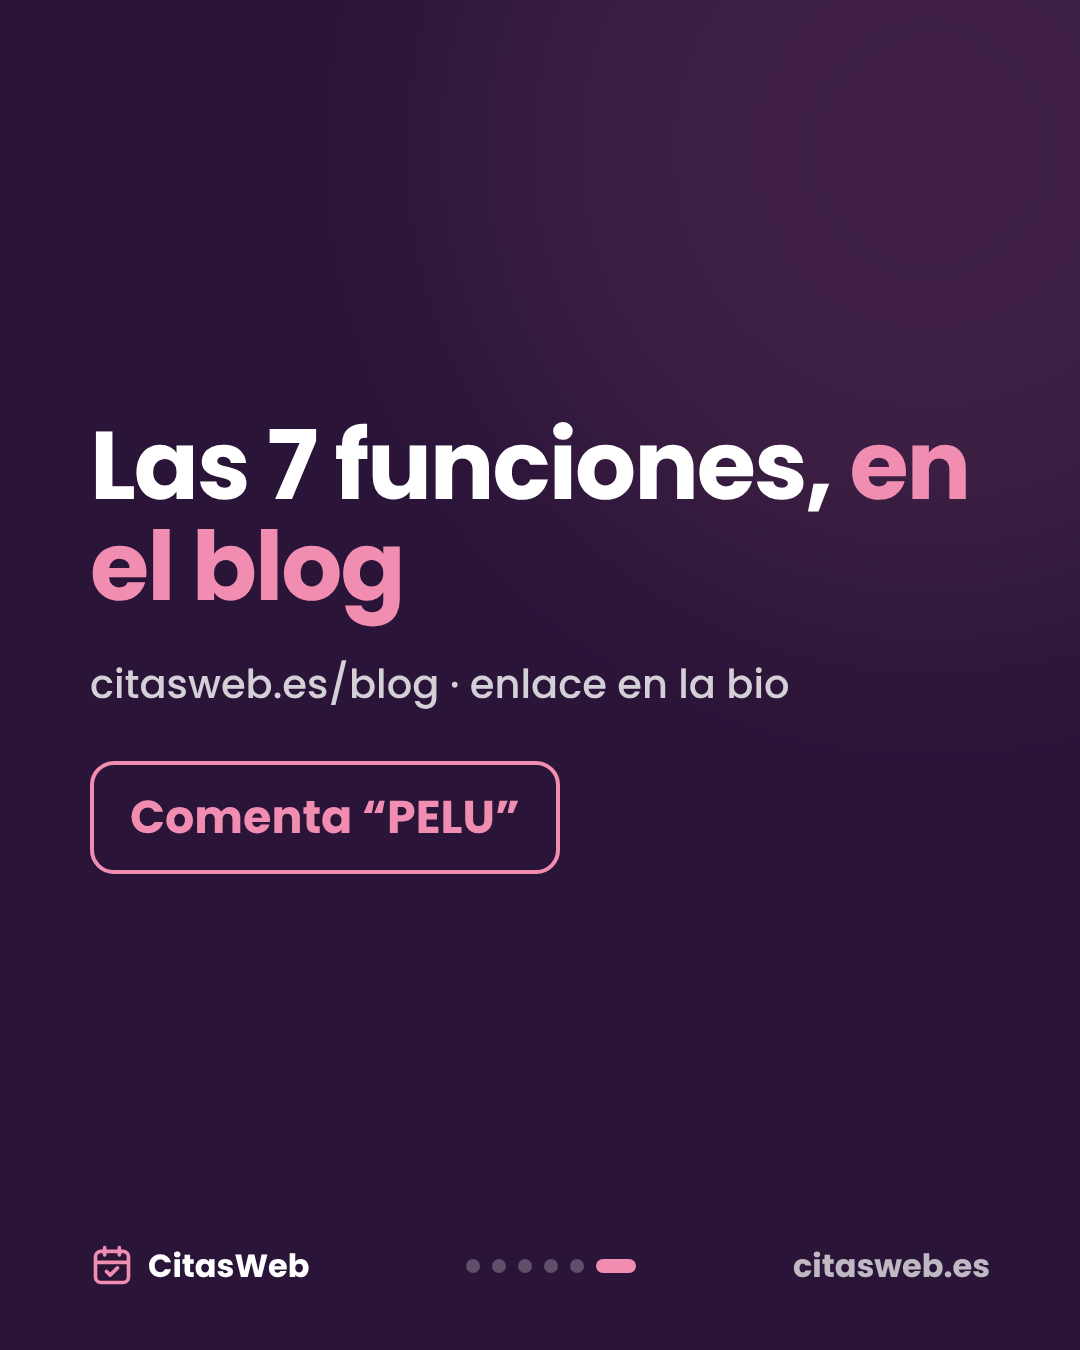 Las 7 funciones, en
el blog
citasweb.es/blog · enlace en la bio
Comenta “PELU”
CitasWeb
citasweb.es